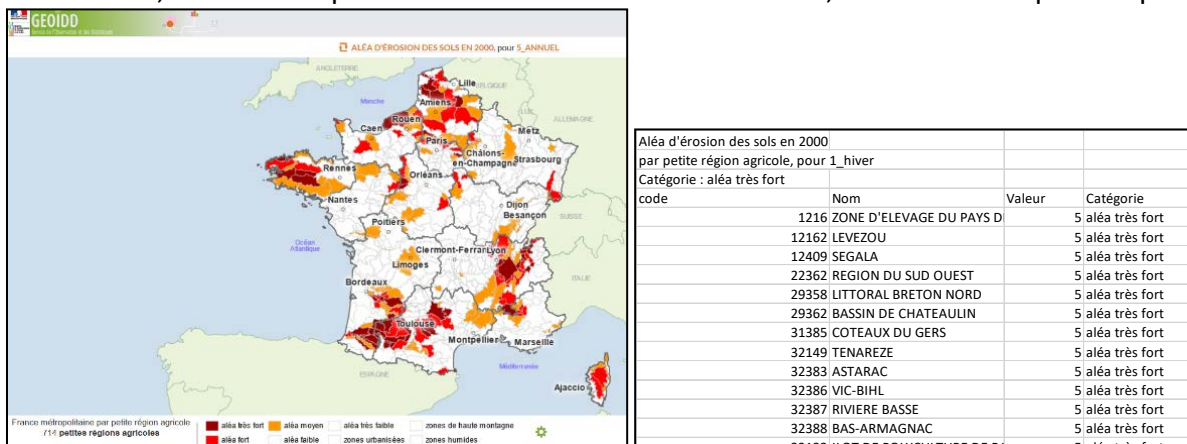 GEOÏDD
ALÉA D'ÉROSION DES SOLS EN 2000, pour 5_ANNUEL
ANGLETERRE
Lille
BELGIQUE
Manche
Amiens
LUX.
ALLEMAGNE
Rouen
Caen
Metz
Paris
Châlons-
en-Champagne
Strasbourg
Rennes
Orléans
Nantes
Dijon
Besançon
SUISSE
Poitiers
Océan
Atlantique
Clermont-Ferrand
Lyon
Limoges
ITALIE
Bordeaux
Toulouse
Montpellier
Marseille
ESPAGNE
Méditerranée
Ajaccio
France métropolitaine par petite région agricole
714 petites régions agricoles
aléa très fort aléa moyen aléa très faible zones de haute montagne
aléa fort aléa faible zones urbanisées zones humides
Aléa d'érosion des sols en 2000
par petite région agricole, pour 1_hiver
Catégorie : aléa très fort
code Nom Valeur Catégorie
1216 ZONE D'ELEVAGE DU PAYS D 5 aléa très fort
12162 LEVEZOU 5 aléa très fort
12409 SEGALA 5 aléa très fort
22362 REGION DU SUD OUEST 5 aléa très fort
29358 LITTORAL BRETON NORD 5 aléa très fort
29362 BASSIN DE CHATEAULIN 5 aléa très fort
31385 COTEAUX DU GERS 5 aléa très fort
32149 TENAREZE 5 aléa très fort
32383 ASTARAC 5 aléa très fort
32386 VIC-BIHL 5 aléa très fort
32387 RIVIERE BASSE 5 aléa très fort
32388 BAS-ARMAGNAC 5 aléa très fort